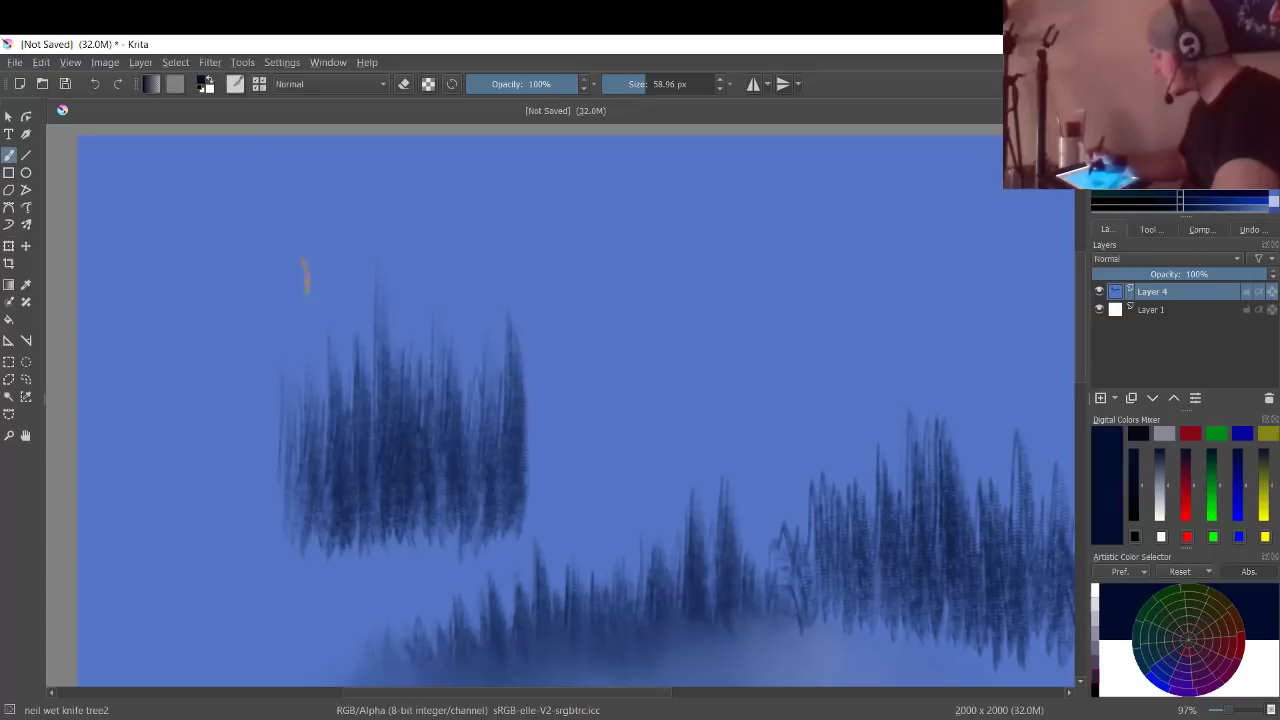 [Not Saved] (32.0M) * - Krita
File Edit View Image Layer Select Filter Tools Settings Window Help
Normal Opacity: 100% Size: 58.96 px
[Not Saved] (32.0M)
La... Tool ... Comp... Undo ...
Layers
Normal
Opacity: 100%
Layer 4
Layer 1
Digital Colors Mixer
Artistic Color Selector
Pref. Reset Abs.
neil wet knife tree2 RGB/Alpha (8-bit integer/channel) sRGB-elle-V2-srgbtrc.icc 2000 x 2000 (32.0M) 97%